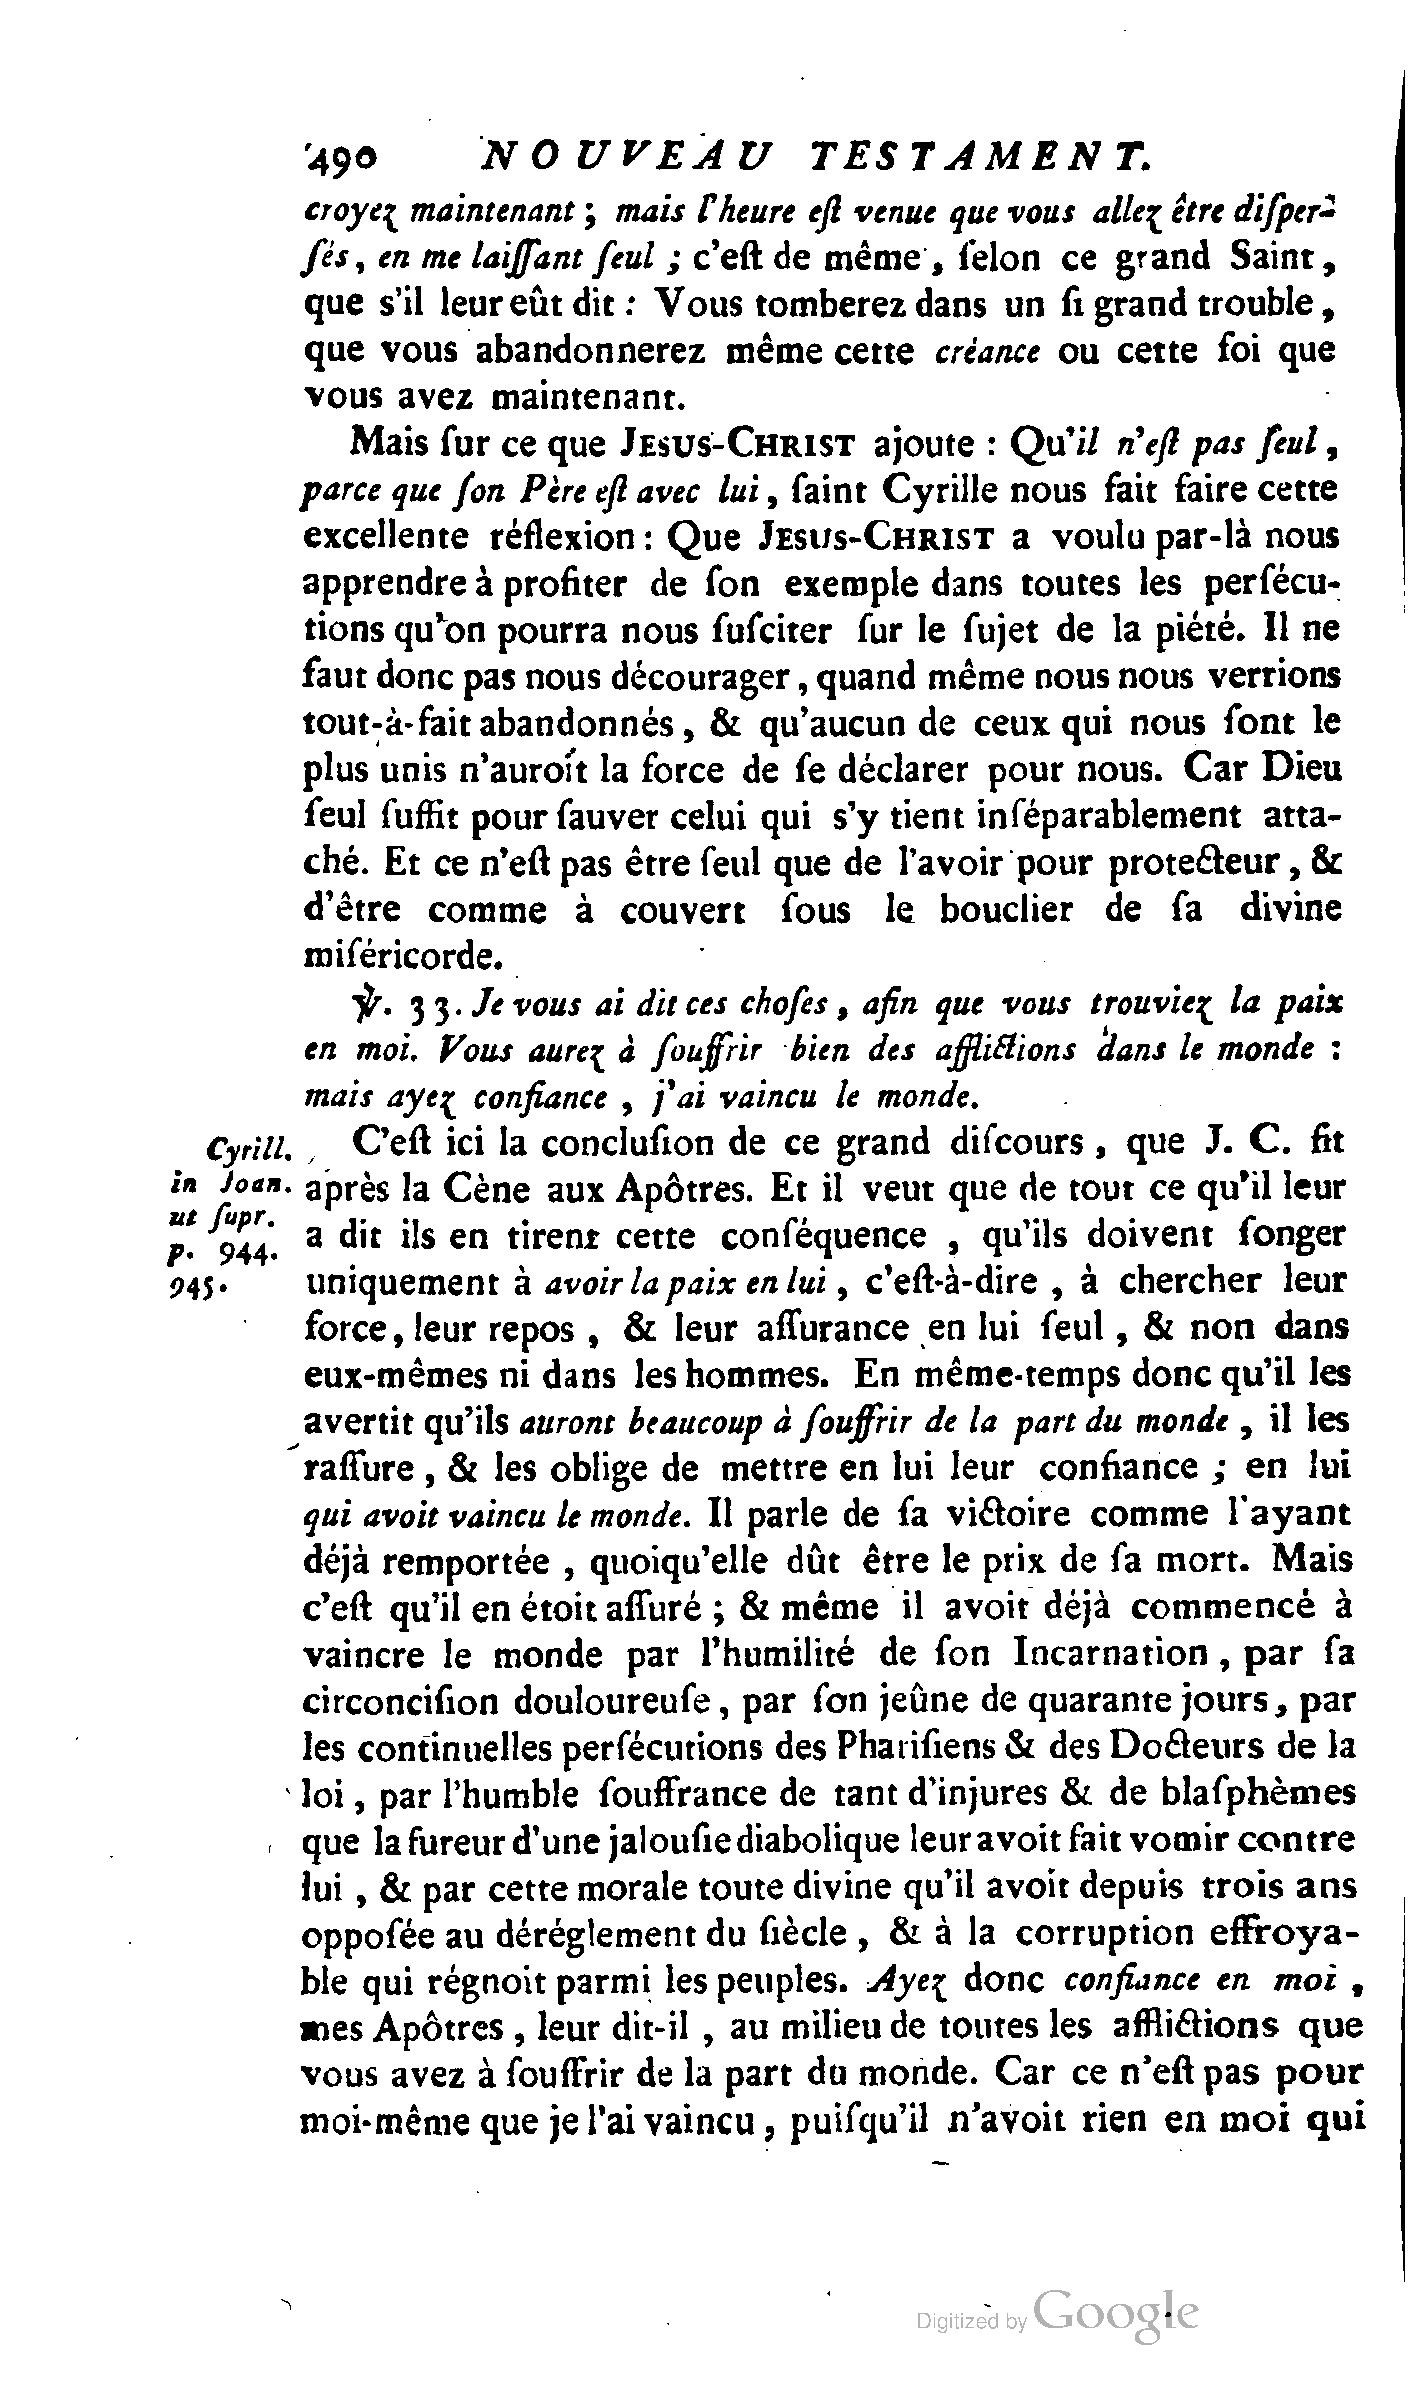 490 NOUVEAU TESTAMENT.
croyez maintenant ; mais l'heure eſt venue que vous allez être diſper-
ſés, en me laiſſant ſeul ; c'eſt de même, ſelon ce grand Saint,
que s'il leur eût dit : Vous tomberez dans un ſi grand trouble,
que vous abandonnerez même cette créance ou cette foi que
vous avez maintenant.
Mais ſur ce que JESUS-CHRIST ajoute : Qu'il n'eſt pas ſeul,
parce que ſon Père eſt avec lui, ſaint Cyrille nous fait faire cette
excellente réflexion : Que JESUS-CHRIST a voulu par-là nous
apprendre à profiter de ſon exemple dans toutes les perſécu-
tions qu'on pourra nous ſuſciter ſur le ſujet de la piété. Il ne
faut donc pas nous décourager, quand même nous nous verrions
tout-à-fait abandonnés, & qu'aucun de ceux qui nous ſont le
plus unis n'auroit la force de ſe déclarer pour nous. Car Dieu
ſeul ſuffit pour ſauver celui qui s'y tient inſéparablement atta-
ché. Et ce n'eſt pas être ſeul que de l'avoir pour protecteur, &
d'être comme à couvert ſous le bouclier de ſa divine
miſéricorde.
℣. 33. Je vous ai dit ces choſes, afin que vous trouviez la paix
en moi. Vous aurez à ſouffrir bien des afflictions dans le monde :
mais ayez confiance, j'ai vaincu le monde.
Cyrill.
in Joan.
ut ſupr.
p. 944.
945.
C'eſt ici la concluſion de ce grand diſcours, que J. C. fit
après la Cène aux Apôtres. Et il veut que de tout ce qu'il leur
a dit ils en tirent cette conſéquence, qu'ils doivent ſonger
uniquement à avoir la paix en lui, c'eſt-à-dire, à chercher leur
force, leur repos, & leur aſſurance en lui ſeul, & non dans
eux-mêmes ni dans les hommes. En même-temps donc qu'il les
avertit qu'ils auront beaucoup à ſouffrir de la part du monde, il les
raſſure, & les oblige de mettre en lui leur confiance ; en lui
qui avoit vaincu le monde. Il parle de ſa victoire comme l'ayant
déjà remportée, quoiqu'elle dût être le prix de ſa mort. Mais
c'eſt qu'il en étoit aſſuré ; & même il avoit déjà commencé à
vaincre le monde par l'humilité de ſon Incarnation, par ſa
circonciſion douloureuſe, par ſon jeûne de quarante jours, par
les continuelles perſécutions des Phariſiens & des Docteurs de la
loi, par l'humble ſouffrance de tant d'injures & de blaſphèmes
que la fureur d'une jalouſie diabolique leur avoit fait vomir contre
lui, & par cette morale toute divine qu'il avoit depuis trois ans
oppoſée au déréglement du ſiècle, & à la corruption effroya-
ble qui régnoit parmi les peuples. Ayez donc confiance en moi,
mes Apôtres, leur dit-il, au milieu de toutes les afflictions que
vous avez à ſouffrir de la part du monde. Car ce n'eſt pas pour
moi-même que je l'ai vaincu, puiſqu'il n'avoit rien en moi qui
Digitized by Google